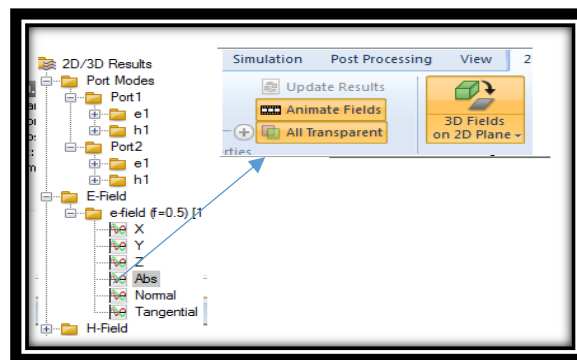 2D/3D Results
Port Modes
Port1
e1
h1
Port2
e1
h1
E-Field
e-field (f=0.5) [1
X
Y
Z
Abs
Normal
Tangential
H-Field
Simulation Post Processing View 2
Update Results
Animate Fields
All Transparent
rties
3D Fields
on 2D Plane